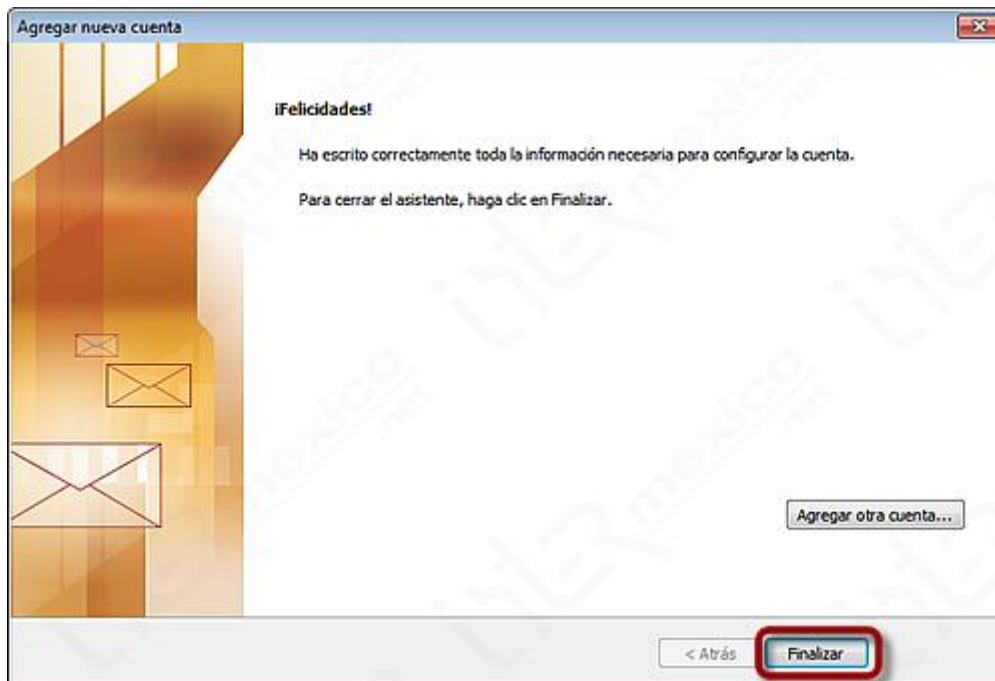 Agregar nueva cuenta
¡Felicidades!
Ha escrito correctamente toda la información necesaria para configurar la cuenta.
Para cerrar el asistente, haga clic en Finalizar.
Agregar otra cuenta...
< Atrás
Finalizar